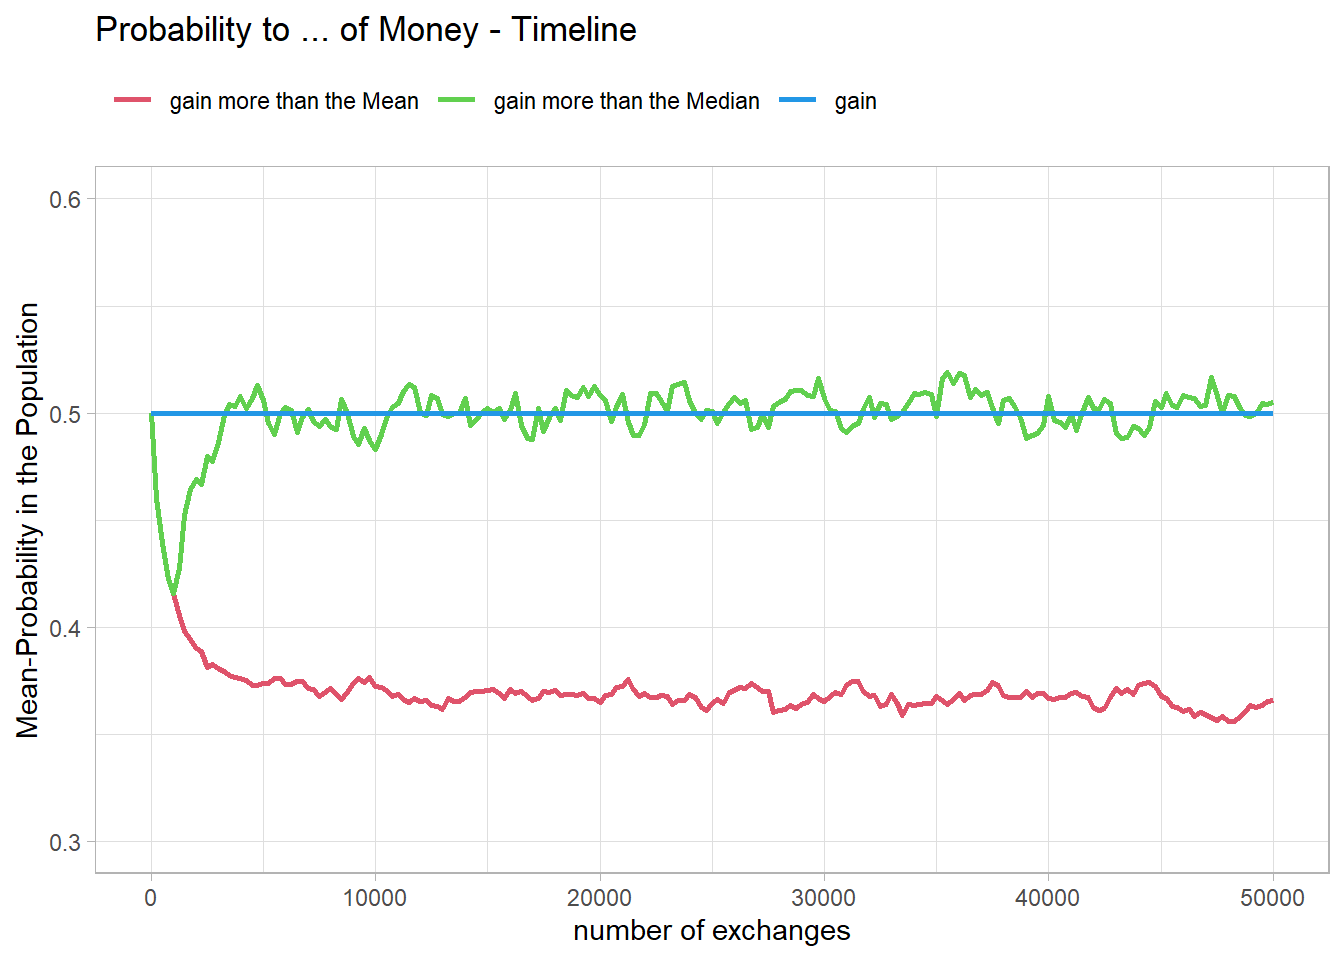 Probability to ... of Money - Timeline
gain more than the Mean gain more than the Median gain
Mean-Probability in the Population
0.6
0.5
0.4
0.3
0 10000 20000 30000 40000 50000
number of exchanges